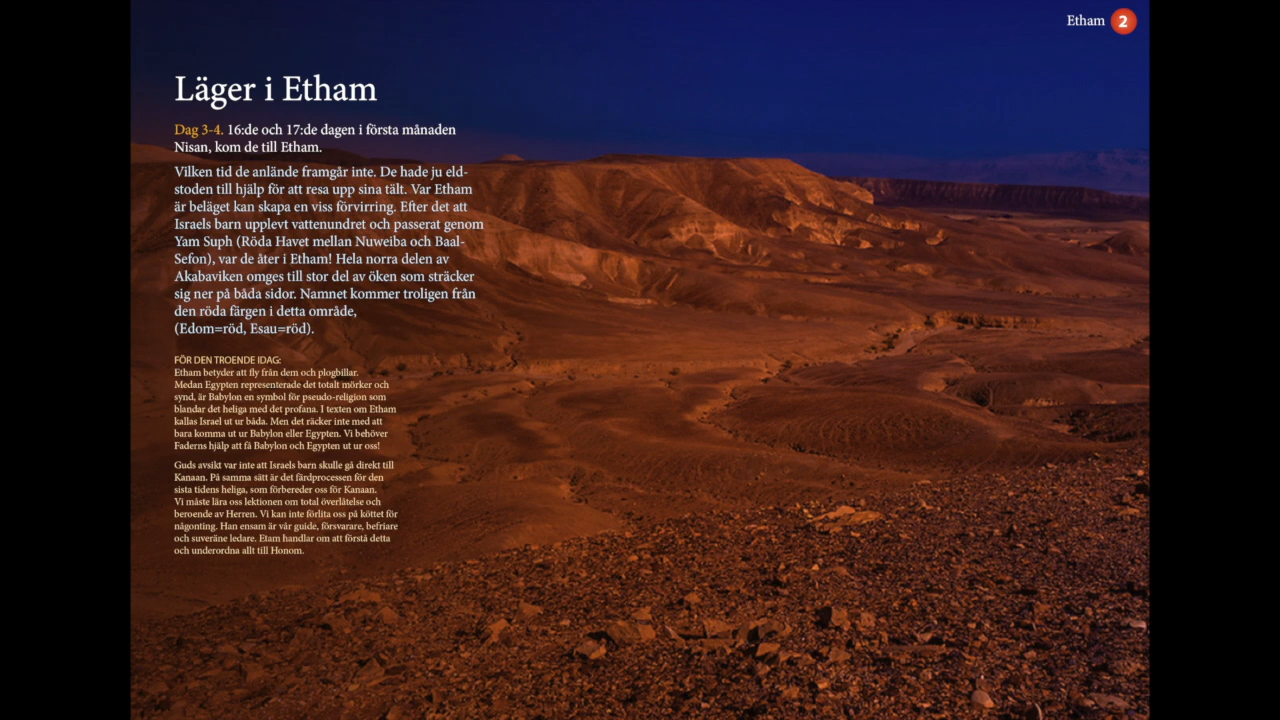 Etham 2
Läger i Etham
Dag 3-4. 16:de och 17:de dagen i första månaden
Nisan, kom de till Etham.
Vilken tid de anlände framgår inte. De hade ju eld-
stoden till hjälp för att resa upp sina tält. Var Etham
är beläget kan skapa en viss förvirring. Efter det att
Israels barn upplevt vattenundret och passerat genom
Yam Suph (Röda Havet mellan Nuweiba och Baal-
Sefon), var de åter i Etham! Hela norra delen av
Akabaviken omges till stor del av öken som sträcker
sig ner på båda sidor. Namnet kommer troligen från
den röda färgen i detta område,
(Edom=röd, Esau=röd).
FÖR DEN TROENDE IDAG:
Etham betyder att fly från dem och plogbillar.
Medan Egypten representerade det totalt mörker och
synd, är Babylon en symbol för pseudo-religion som
blandar det heliga med det profana. I texten om Etham
kallas Israel ut ur båda. Men det räcker inte med att
bara komma ut ur Babylon eller Egypten. Vi behöver
Faderns hjälp att få Babylon och Egypten ut ur oss!
Guds avsikt var inte att Israels barn skulle gå direkt till
Kanaan. På samma sätt är det färdprocessen för den
sista tidens heliga, som förbereder oss för Kanaan.
Vi måste lära oss lektionen om total överlåtelse och
beroende av Herren. Vi kan inte förlita oss på köttet för
någonting. Han ensam är vår guide, försvarare, befriare
och suveräne ledare. Etam handlar om att förstå detta
och underordna allt till Honom.